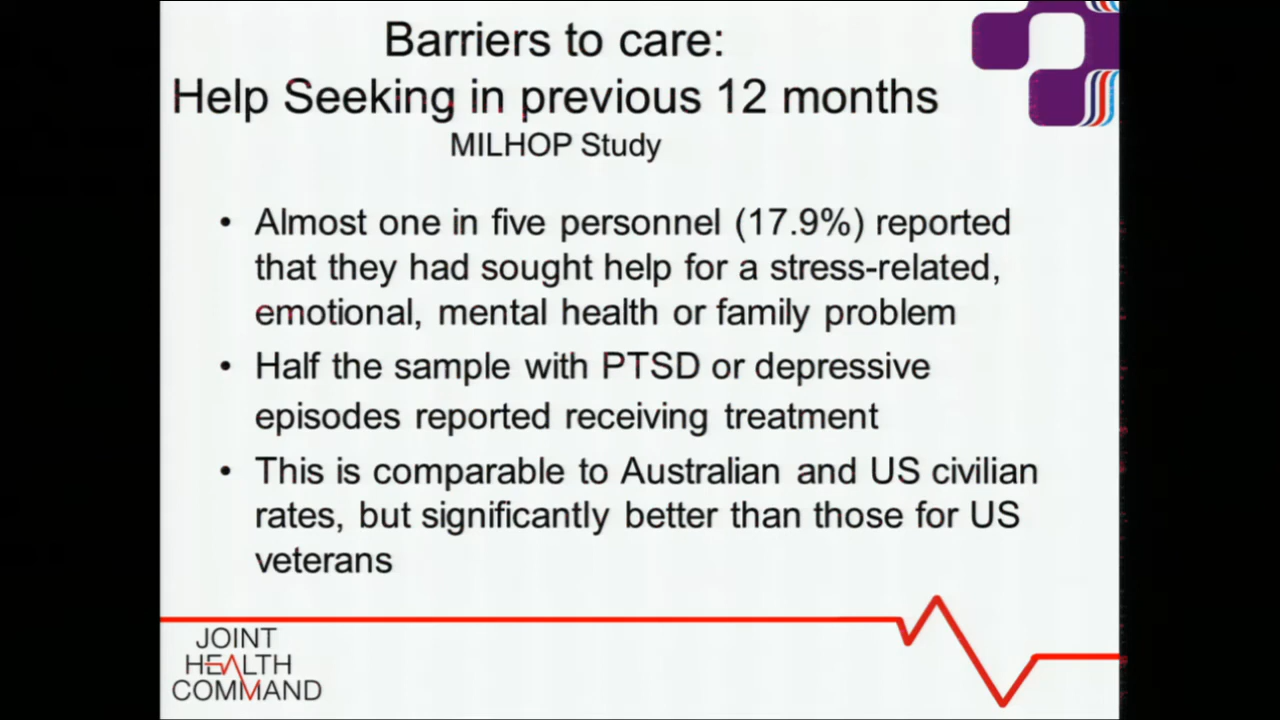 Barriers to care:
Help Seeking in previous 12 months
MILHOP Study
• Almost one in five personnel (17.9%) reported
that they had sought help for a stress-related,
emotional, mental health or family problem
• Half the sample with PTSD or depressive
episodes reported receiving treatment
• This is comparable to Australian and US civilian
rates, but significantly better than those for US
veterans
JOINT
HEALTH
COMMAND